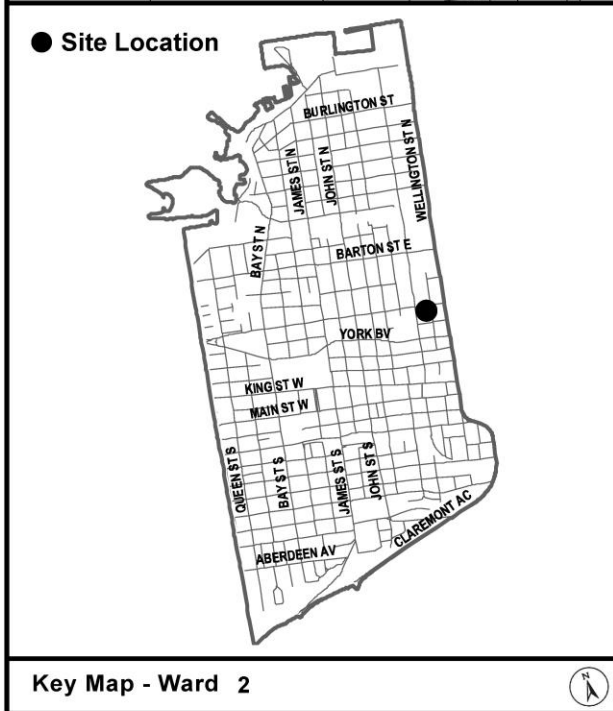 Site Location
BURLINGTON ST
JAMES ST N
JOHN ST N
WELLINGTON ST N
BAY ST N
BARTON ST E
YORK BV
KING ST W
MAIN ST W
QUEEN ST S
BAY ST S
JAMES ST S
JOHN ST S
CLAREMONT AC
ABERDEEN AV
Key Map - Ward 2
N